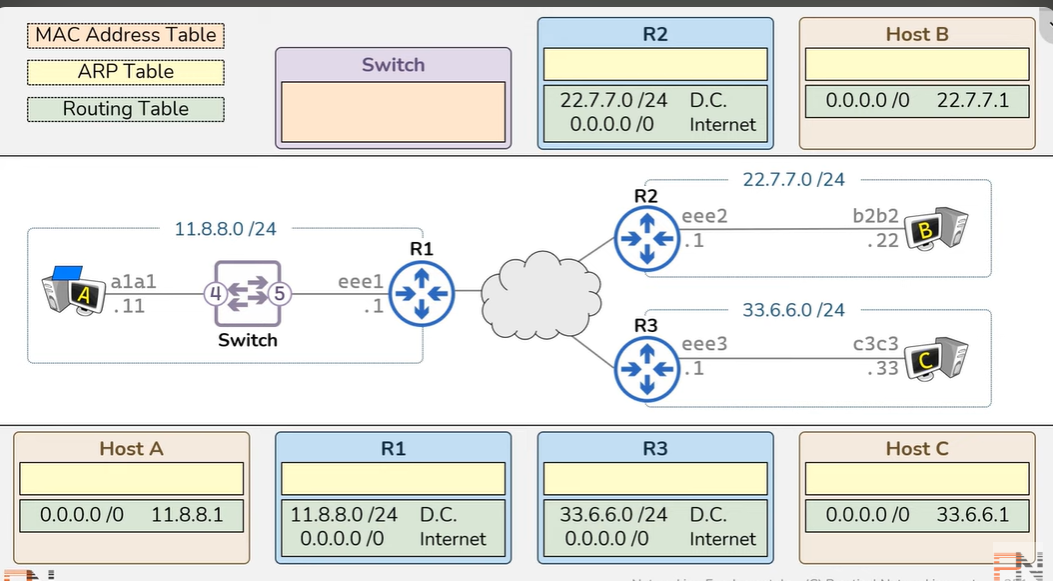 MAC Address Table
ARP Table
Routing Table
Switch
R2
22.7.7.0 /24 D.C.
0.0.0.0 /0 Internet
Host B
0.0.0.0 /0 22.7.7.1
11.8.8.0 /24
A
a1a1
.11
4
5
Switch
eee1
.1
R1
22.7.7.0 /24
R2
eee2
.1
b2b2
.22
B
33.6.6.0 /24
R3
eee3
.1
c3c3
.33
C
Host A
0.0.0.0 /0 11.8.8.1
R1
11.8.8.0 /24 D.C.
0.0.0.0 /0 Internet
R3
33.6.6.0 /24 D.C.
0.0.0.0 /0 Internet
Host C
0.0.0.0 /0 33.6.6.1